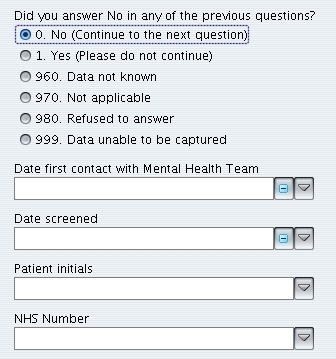 Did you answer No in any of the previous questions?
0. No (Continue to the next question)
1. Yes (Please do not continue)
960. Data not known
970. Not applicable
980. Refused to answer
999. Data unable to be captured
Date first contact with Mental Health Team
Date screened
Patient initials
NHS Number